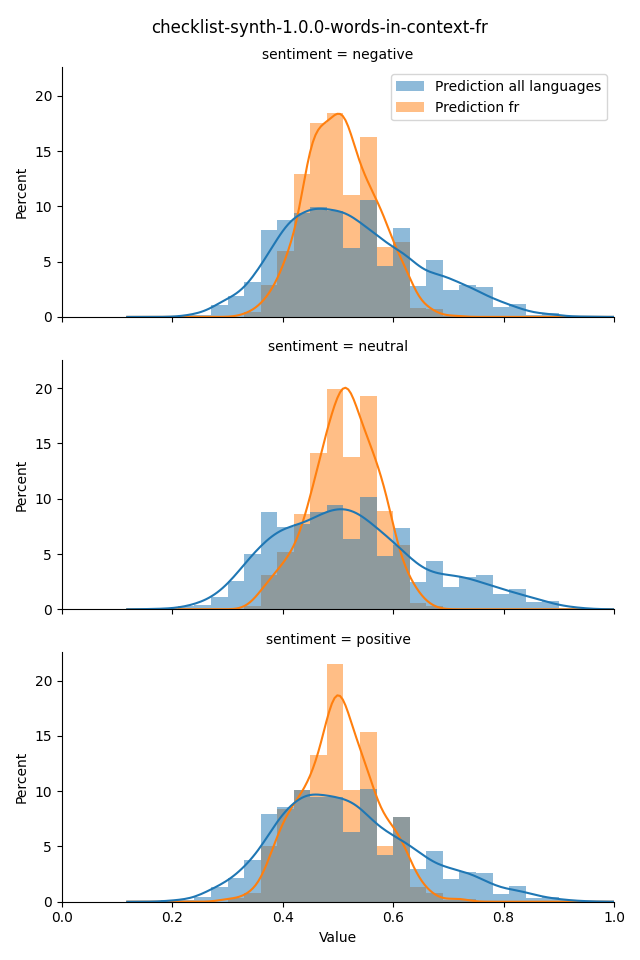 checklist-synth-1.0.0-words-in-context-fr
sentiment = negative
Prediction all languages
Prediction fr
20
15
10
5
0
Percent
sentiment = neutral
20
15
10
5
0
Percent
sentiment = positive
20
15
10
5
0
Percent
0.0 0.2 0.4 0.6 0.8 1.0
Value